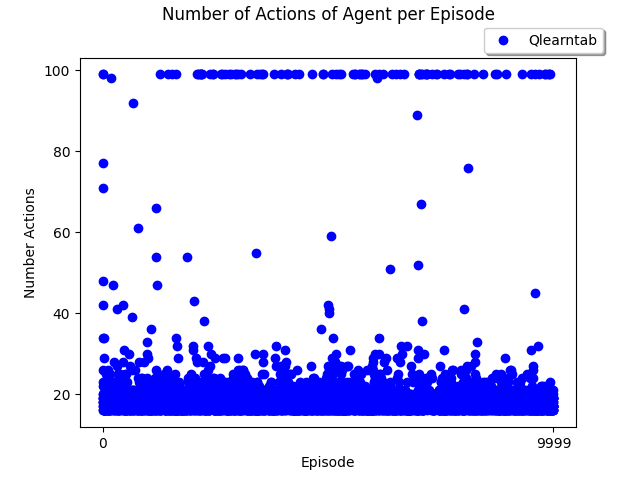 Number of Actions of Agent per Episode
Qlearntab
100
80
60
40
20
Number Actions
0
9999
Episode